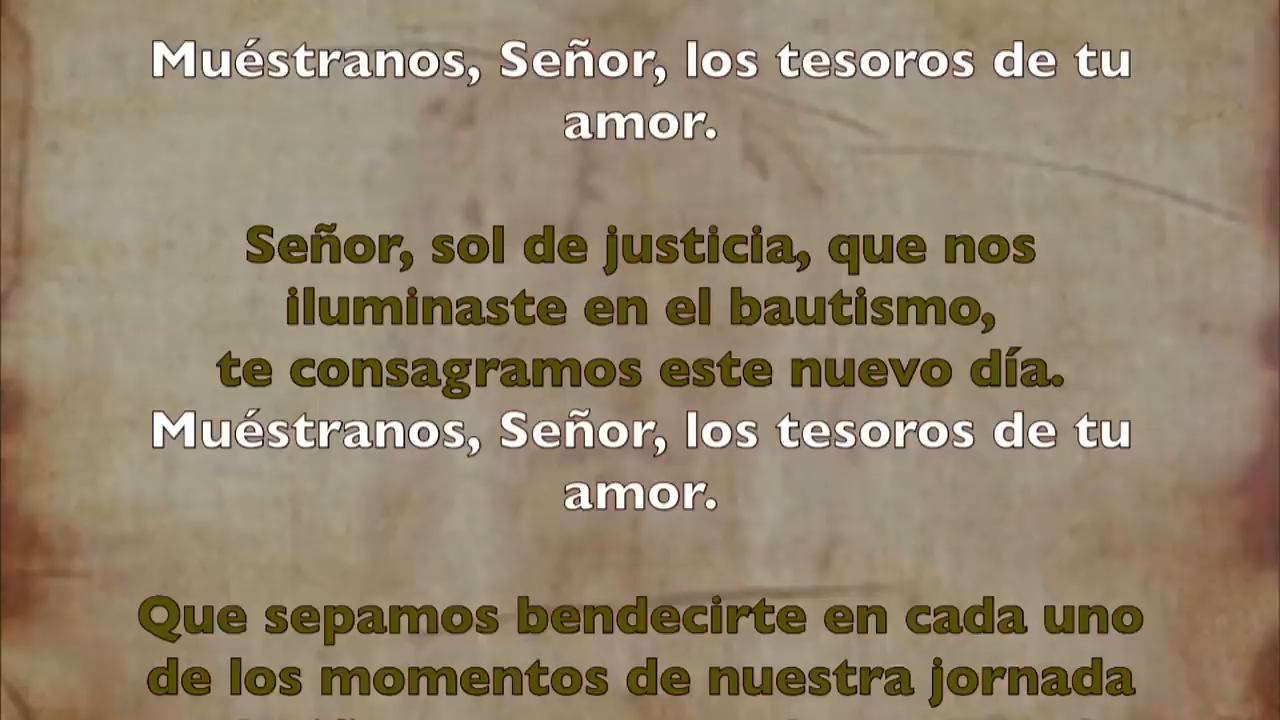 Muéstranos, Señor, los tesoros de tu
amor.
Señor, sol de justicia, que nos
iluminaste en el bautismo,
te consagramos este nuevo día.
Muéstranos, Señor, los tesoros de tu
amor.
Que sepamos bendecirte en cada uno
de los momentos de nuestra jornada